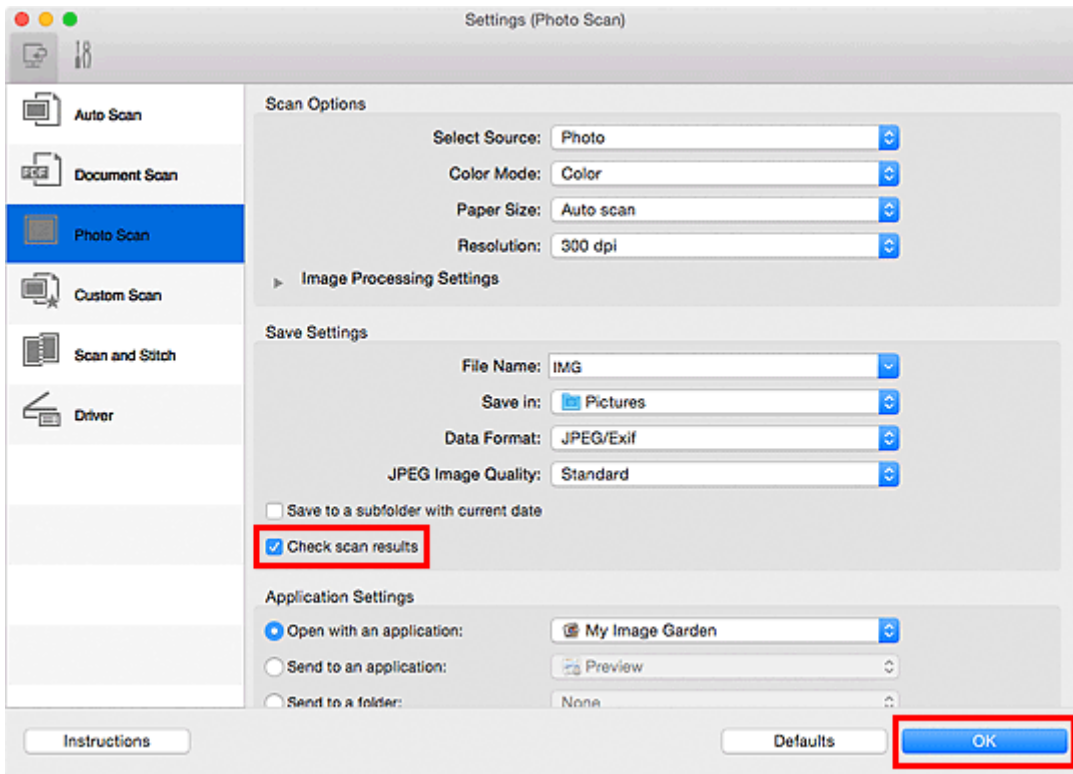 Settings (Photo Scan)
Auto Scan
Document Scan
Photo Scan
Custom Scan
Scan and Stitch
Driver
Scan Options
Select Source: Photo
Color Mode: Color
Paper Size: Auto scan
Resolution: 300 dpi
Image Processing Settings
Save Settings
File Name: IMG
Save in: Pictures
Data Format: JPEG/Exif
JPEG Image Quality: Standard
Save to a subfolder with current date
Check scan results
Application Settings
Open with an application: My Image Garden
Send to an application: Preview
Send to a folder: None
Instructions Defaults OK